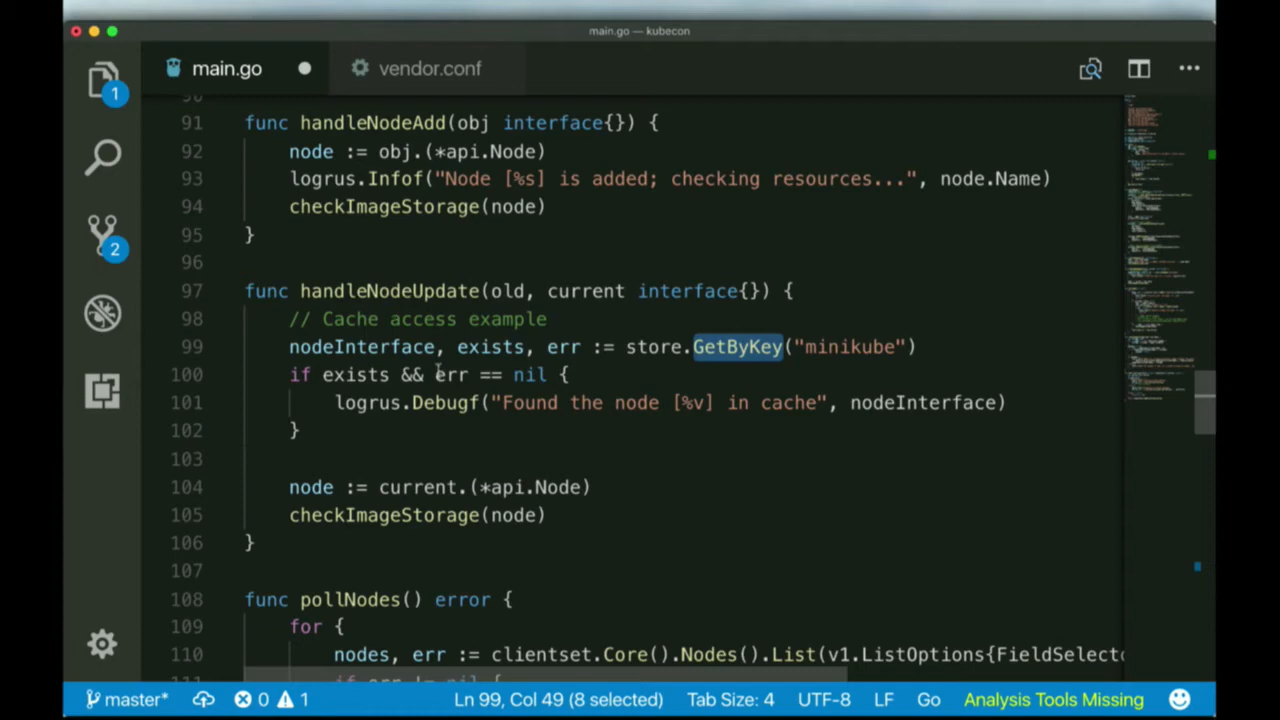 main.go — kubecon
main.go
vendor.conf
1
2
91 func handleNodeAdd(obj interface{}) {
92 node := obj.(*api.Node)
93 logrus.Infof("Node [%s] is added; checking resources...", node.Name)
94 checkImageStorage(node)
95 }
96
97 func handleNodeUpdate(old, current interface{}) {
98 // Cache access example
99 nodeInterface, exists, err := store.GetByKey("minikube")
100 if exists && err == nil {
101 logrus.Debugf("Found the node [%v] in cache", nodeInterface)
102 }
103
104 node := current.(*api.Node)
105 checkImageStorage(node)
106 }
107
108 func pollNodes() error {
109 for {
110 nodes, err := clientset.Core().Nodes().List(v1.ListOptions{FieldSelecto
master* 0 1 Ln 99, Col 49 (8 selected) Tab Size: 4 UTF-8 LF Go Analysis Tools Missing